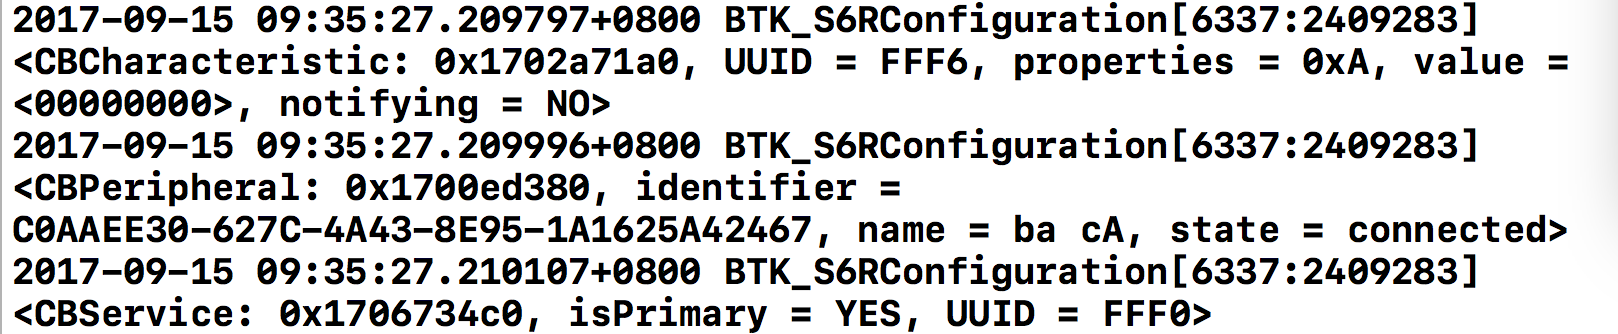 2017-09-15 09:35:27.209797+0800 BTK_S6RConfiguration[6337:2409283]
<CBCharacteristic: 0x1702a71a0, UUID = FFF6, properties = 0xA, value =
<00000000>, notifying = NO>
2017-09-15 09:35:27.209996+0800 BTK_S6RConfiguration[6337:2409283]
<CBPeripheral: 0x1700ed380, identifier =
C0AAEE30-627C-4A43-8E95-1A1625A42467, name = ba cA, state = connected>
2017-09-15 09:35:27.210107+0800 BTK_S6RConfiguration[6337:2409283]
<CBService: 0x1706734c0, isPrimary = YES, UUID = FFF0>